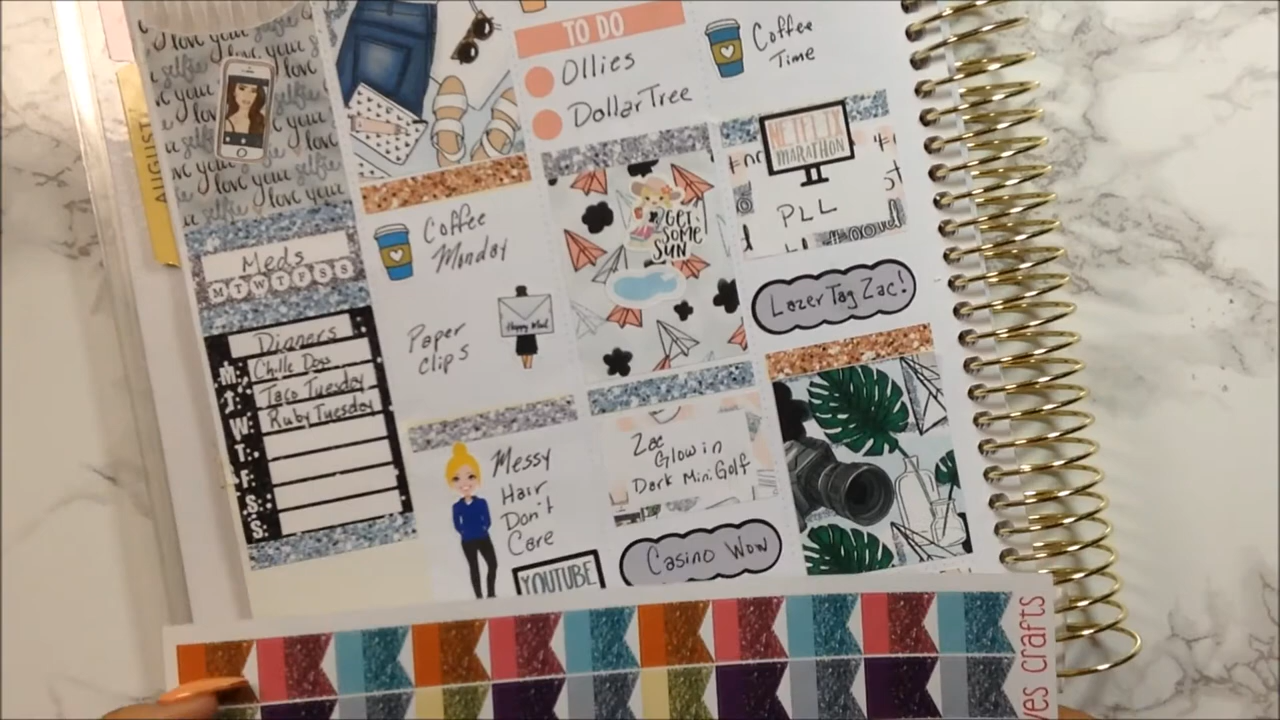 love your selfie
AUGUST
Meds
M T W T F S S
Dinners
M: Chille Dogs
T: Taco Tuesday
W: Ruby Tuesday
T:
F:
S:
S:
Coffee
Monday
Paper
Clips
Happy Mail
Messy
Hair
Don't
Care
YOUTUBE
TO DO
Ollies
Dollar Tree
GET
SOME
SUN
Zac
Glow in
Dark Mini Golf
Casino Wow
Coffee
Time
NETFLIX
MARATHON
PLL
Lazer Tag Zac!
ves crafts